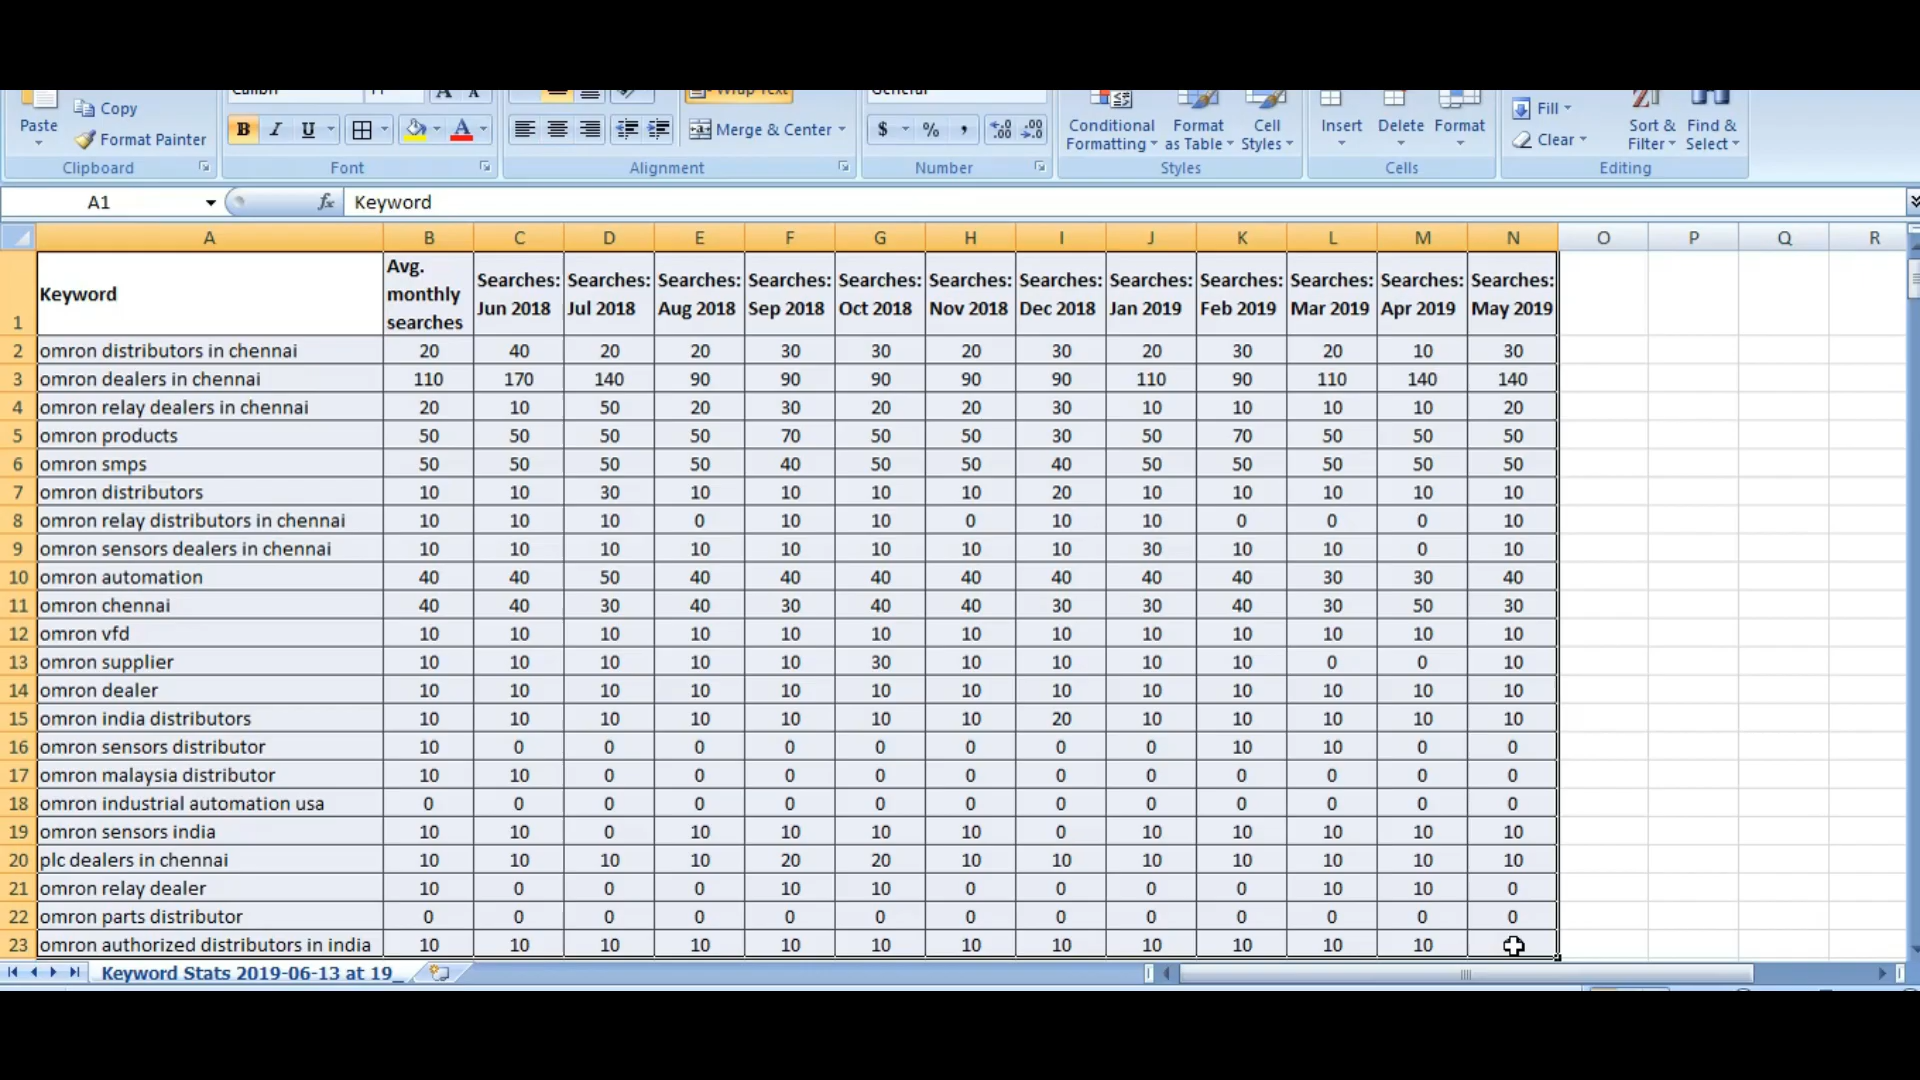 Copy
Paste
Format Painter
Clipboard
B I U
Font
A
Merge & Center
Alignment
$ % ,
.00 .00
Number
Conditional Formatting
Format as Table
Cell Styles
Styles
Insert Delete Format
Cells
Fill
Clear
Sort & Filter
Find & Select
Editing
A1 fx Keyword
A B C D E F G H I J K L M N O P Q R
1 Keyword Avg. monthly searches Searches: Jun 2018 Searches: Jul 2018 Searches: Aug 2018 Searches: Sep 2018 Searches: Oct 2018 Searches: Nov 2018 Searches: Dec 2018 Searches: Jan 2019 Searches: Feb 2019 Searches: Mar 2019 Searches: Apr 2019 Searches: May 2019
2 omron distributors in chennai 20 40 20 20 30 30 20 30 20 30 20 10 30
3 omron dealers in chennai 110 170 140 90 90 90 90 90 110 90 110 140 140
4 omron relay dealers in chennai 20 10 50 20 30 20 20 30 10 10 10 10 20
5 omron products 50 50 50 50 70 50 50 30 50 70 50 50 50
6 omron smps 50 50 50 50 40 50 50 40 50 50 50 50 50
7 omron distributors 10 10 30 10 10 10 10 20 10 10 10 10 10
8 omron relay distributors in chennai 10 10 10 0 10 10 0 10 10 0 0 0 10
9 omron sensors dealers in chennai 10 10 10 10 10 10 10 10 30 10 10 0 10
10 omron automation 40 40 50 40 40 40 40 40 40 40 30 30 40
11 omron chennai 40 40 30 40 30 40 40 30 30 40 30 50 30
12 omron vfd 10 10 10 10 10 10 10 10 10 10 10 10 10
13 omron supplier 10 10 10 10 10 30 10 10 10 10 0 0 10
14 omron dealer 10 10 10 10 10 10 10 10 10 10 10 10 10
15 omron india distributors 10 10 10 10 10 10 10 20 10 10 10 10 10
16 omron sensors distributor 10 0 0 0 0 0 0 0 0 10 10 0 0
17 omron malaysia distributor 10 10 0 0 0 0 0 0 0 0 0 0 0
18 omron industrial automation usa 0 0 0 0 0 0 0 0 0 0 0 0 0
19 omron sensors india 10 10 0 10 10 10 10 0 10 10 10 10 10
20 plc dealers in chennai 10 10 10 10 20 20 10 10 10 10 10 10 10
21 omron relay dealer 10 0 0 0 10 10 0 0 0 0 10 10 0
22 omron parts distributor 0 0 0 0 0 0 0 0 0 0 0 0 0
23 omron authorized distributors in india 10 10 10 10 10 10 10 10 10 10 10 10
Keyword Stats 2019-06-13 at 19_